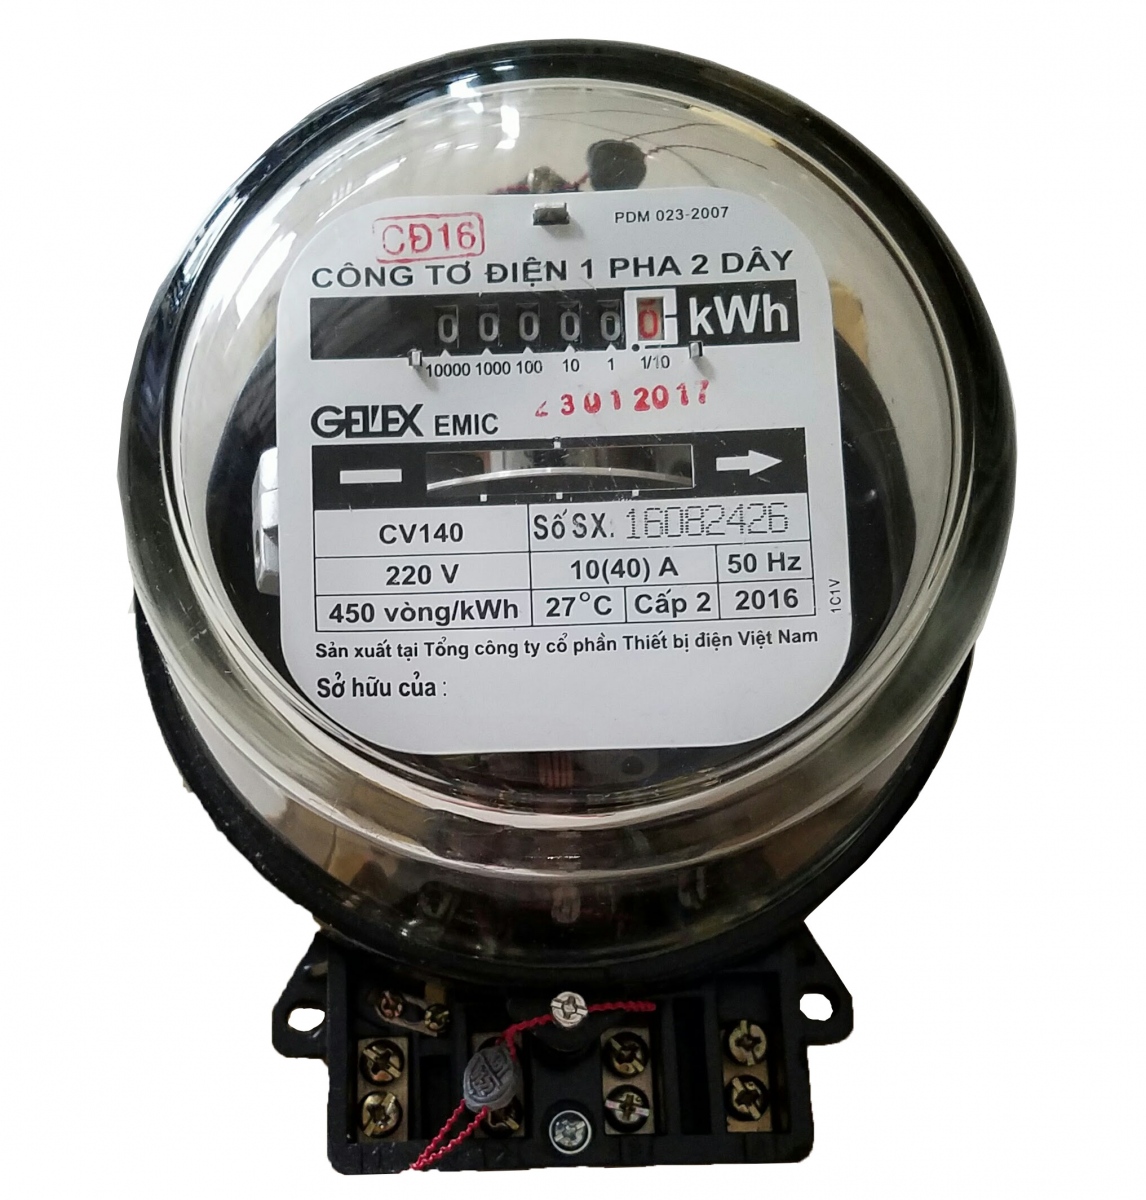 PDM 023-2007
CĐ16
CÔNG TƠ ĐIỆN 1 PHA 2 DÂY
0 0 0 0 0 0 kWh
10000 1000 100 10 1 1/10
23012017
GELEX EMIC
CV140 Số SX. 16082426
220 V 10(40) A 50 Hz
450 vòng/kWh 27°C Cấp 2 2016
1C1V
Sản xuất tại Tổng công ty cổ phần Thiết bị điện Việt Nam
Sở hữu của :